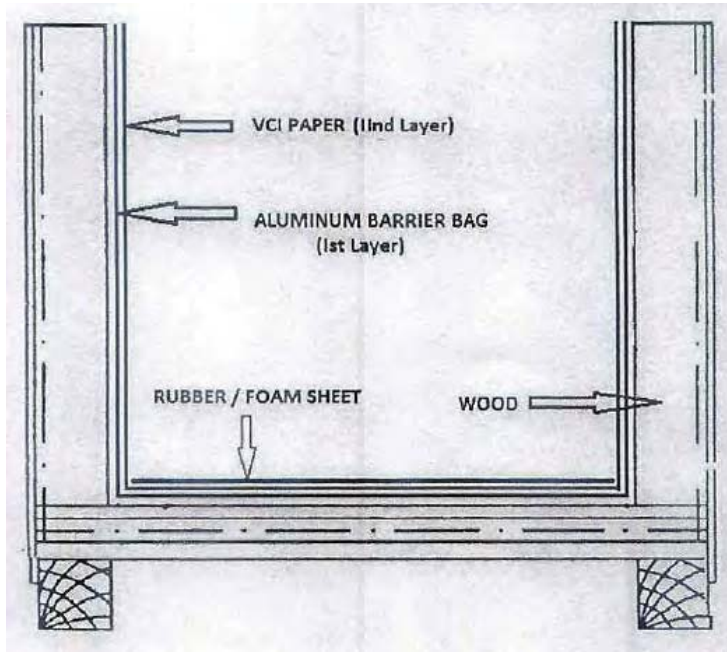 VCI PAPER (IInd Layer)
ALUMINUM BARRIER BAG
(Ist Layer)
RUBBER / FOAM SHEET
WOOD